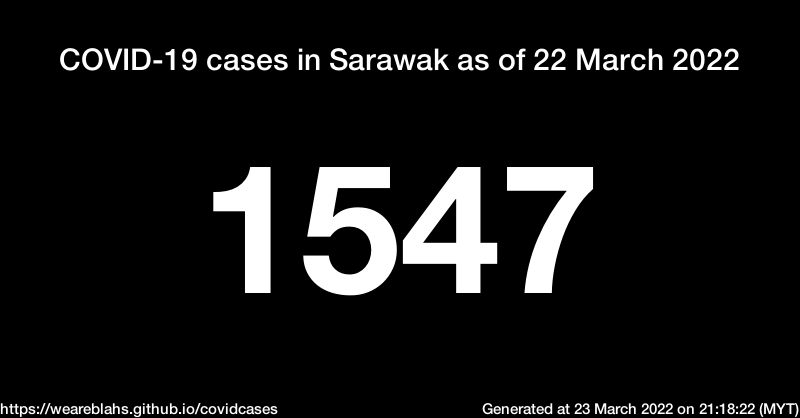 COVID-19 cases in Sarawak as of 22 March 2022
1547
https://weareblahs.github.io/covidcases
Generated at 23 March 2022 on 21:18:22 (MYT)